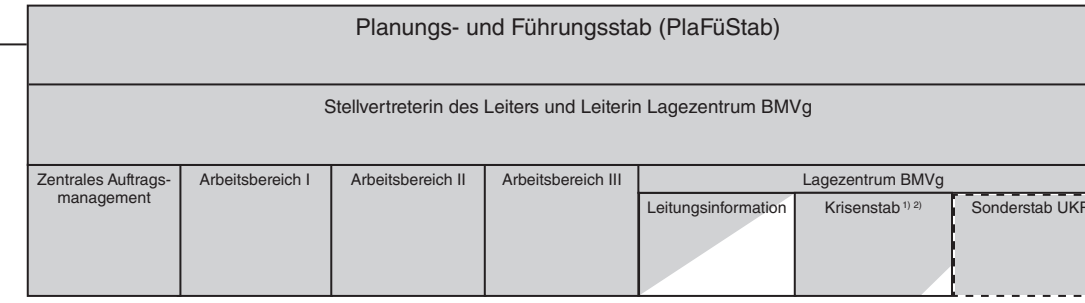 Planungs- und Führungsstab (PlaFüStab)
Stellvertreterin des Leiters und Leiterin Lagezentrum BMVg
Zentrales Auftrags-
management
Arbeitsbereich I
Arbeitsbereich II
Arbeitsbereich III
Lagezentrum BMVg
Leitungsinformation
Krisenstab 1) 2)
Sonderstab UKR